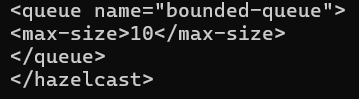 <queue name="bounded-queue">
<max-size>10</max-size>
</queue>
</hazelcast>